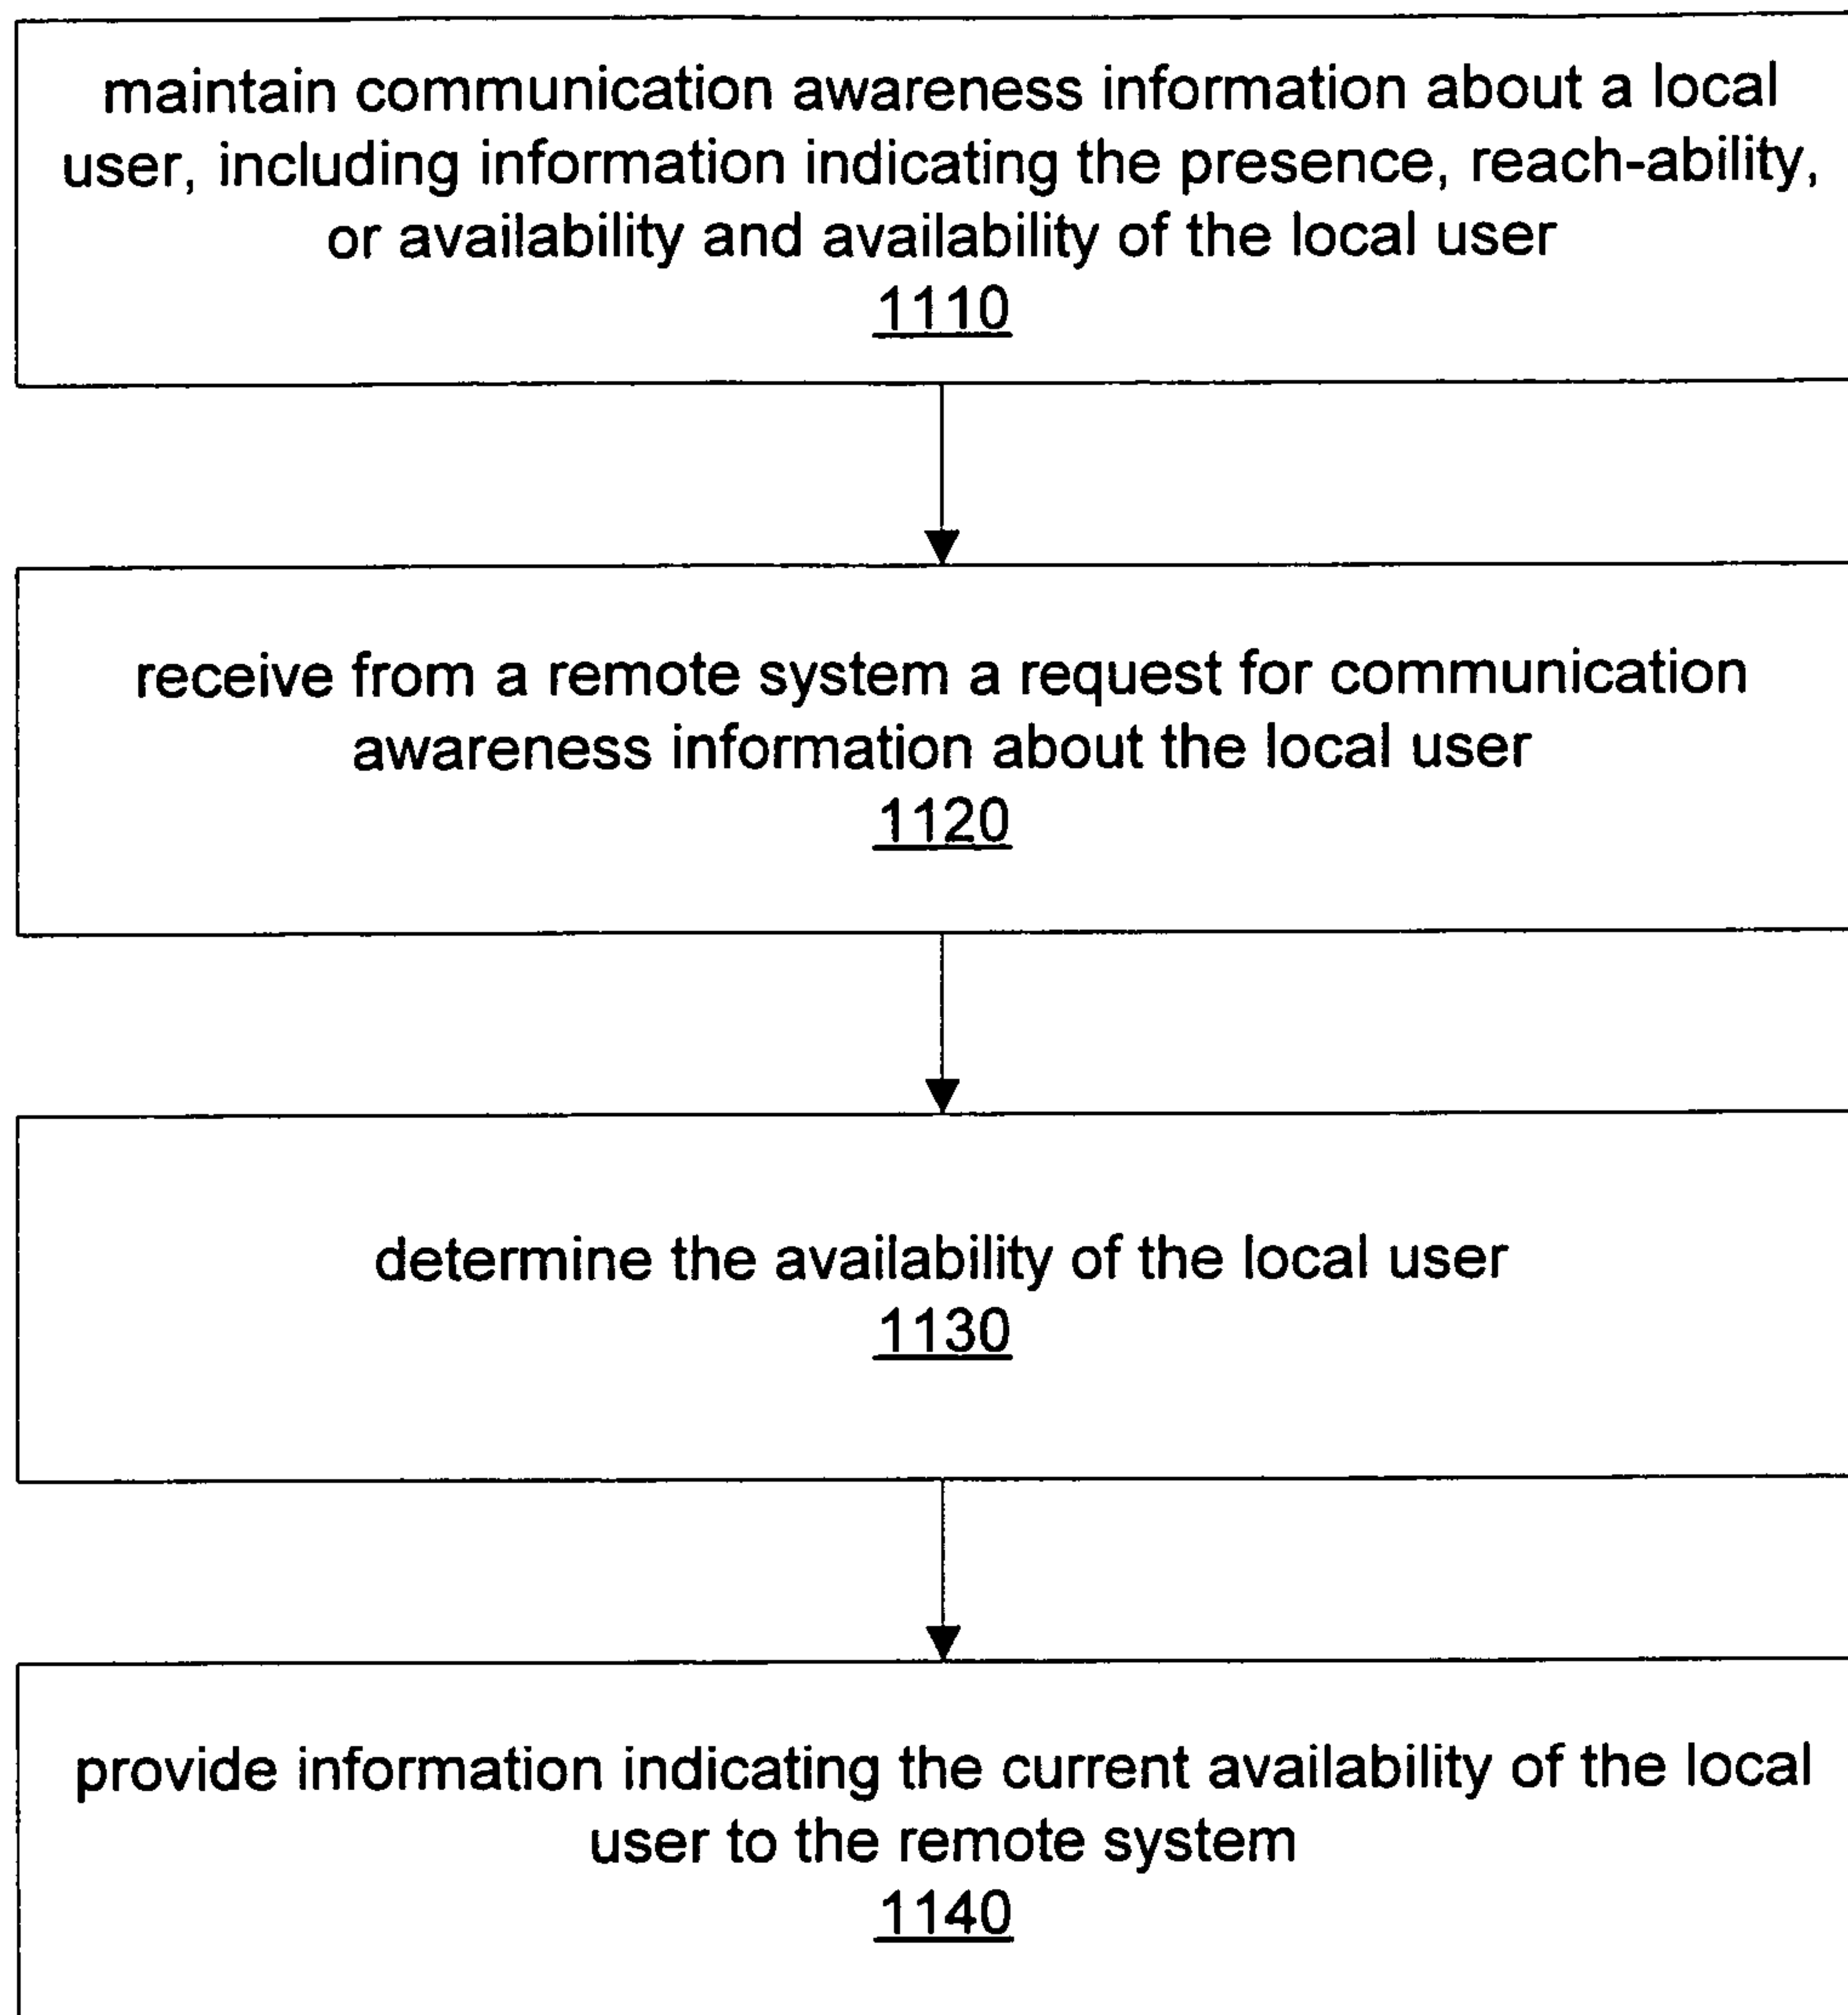 maintain communication awareness information about a local
user, including information indicating the presence, reach-ability,
or availability and availability of the local user
1110
receive from a remote system a request for communication
awareness information about the local user
1120
determine the availability of the local user
1130
provide information indicating the current availability of the local
user to the remote system
1140